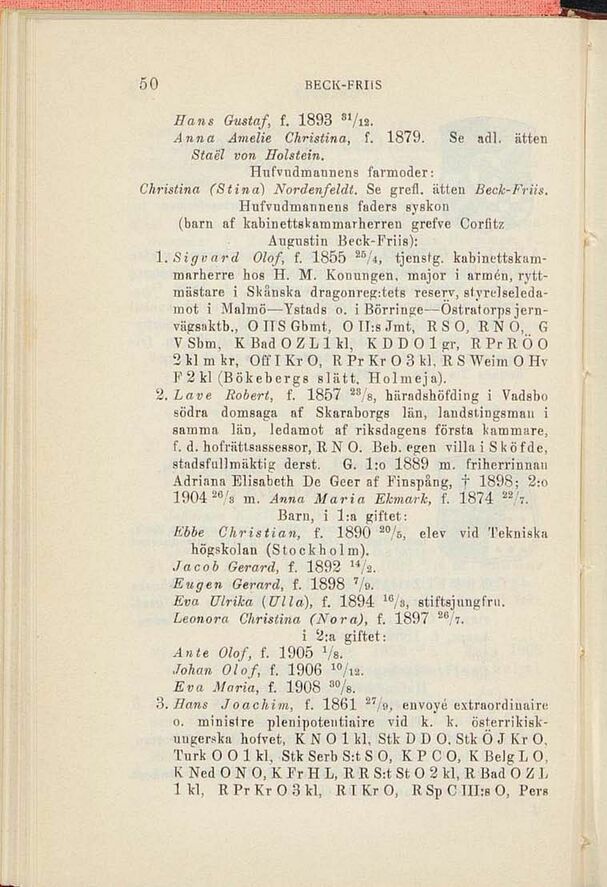 50 BECK-FRIIS
Hans Gustaf, f. 1893 ³¹/₁₂.
Anna Amelie Christina, f. 1879. Se adl. ätten
Staël von Holstein.
Hufvudmannens farmoder:
Christina (Stina) Nordenfeldt. Se grefl. ätten Beck-Friis.
Hufvudmannens faders syskon
(barn af kabinettskammarherren grefve Corfitz
Augustin Beck-Friis):
1. Sigvard Olof, f. 1855 ²⁵/₄, tjenstg. kabinettskam-
marherre hos H. M. Konungen, major i armén, rytt-
mästare i Skånska dragonreg:tets reserv, styrelseleda-
mot i Malmö—Ystads o. i Börringe—Östratorps jern-
vägsaktb., O IIS Gbmt, O II:s Jmt, R S O, R N O, G
V Sbm, K Bad O Z L 1 kl, K D D O 1 gr, R Pr R Ö O
2 kl m kr, Off I Kr O, R Pr Kr O 3 kl, R S Weim O Hv
F 2 kl (Bökebergs slätt, Holmeja).
2. Lave Robert, f. 1857 ²³/₈, häradshöfding i Vadsbo
södra domsaga af Skaraborgs län, landstingsman i
samma län, ledamot af riksdagens första kammare,
f. d. hofrättsassessor, R N O. Beb. egen villa i Sköfde,
stadsfullmäktig derst. G. 1:o 1889 m. friherrinnan
Adriana Elisabeth De Geer af Finspång, † 1898; 2:o
1904 ²⁶/₃ m. Anna Maria Ekmark, f. 1874 ²²/₇.
Barn, i 1:a giftet:
Ebbe Christian, f. 1890 ²⁰/₅, elev vid Tekniska
högskolan (Stockholm).
Jacob Gerard, f. 1892 ¹⁴/₂.
Eugen Gerard, f. 1898 ⁷/₉.
Eva Ulrika (Ulla), f. 1894 ¹⁶/₃, stiftsjungfru.
Leonora Christina (Nora), f. 1897 ²⁶/₇.
i 2:a giftet:
Ante Olof, f. 1905 ¹/₈.
Johan Olof, f. 1906 ¹⁰/₁₂.
Eva Maria, f. 1908 ³⁰/₈.
3. Hans Joachim, f. 1861 ²⁷/₉, envoyé extraordinaire
o. ministre plenipotentiaire vid k. k. österrikisk-
ungerska hofvet, K N O 1 kl, Stk D D O, Stk Ö J Kr O,
Turk O O 1 kl, Stk Serb S:t S O, K P C O, K Belg L O,
K Ned O N O, K Fr H L, R R S:t St O 2 kl, R Bad O Z L
1 kl, R Pr Kr O 3 kl, R I Kr O, R Sp C III:s O, Pers